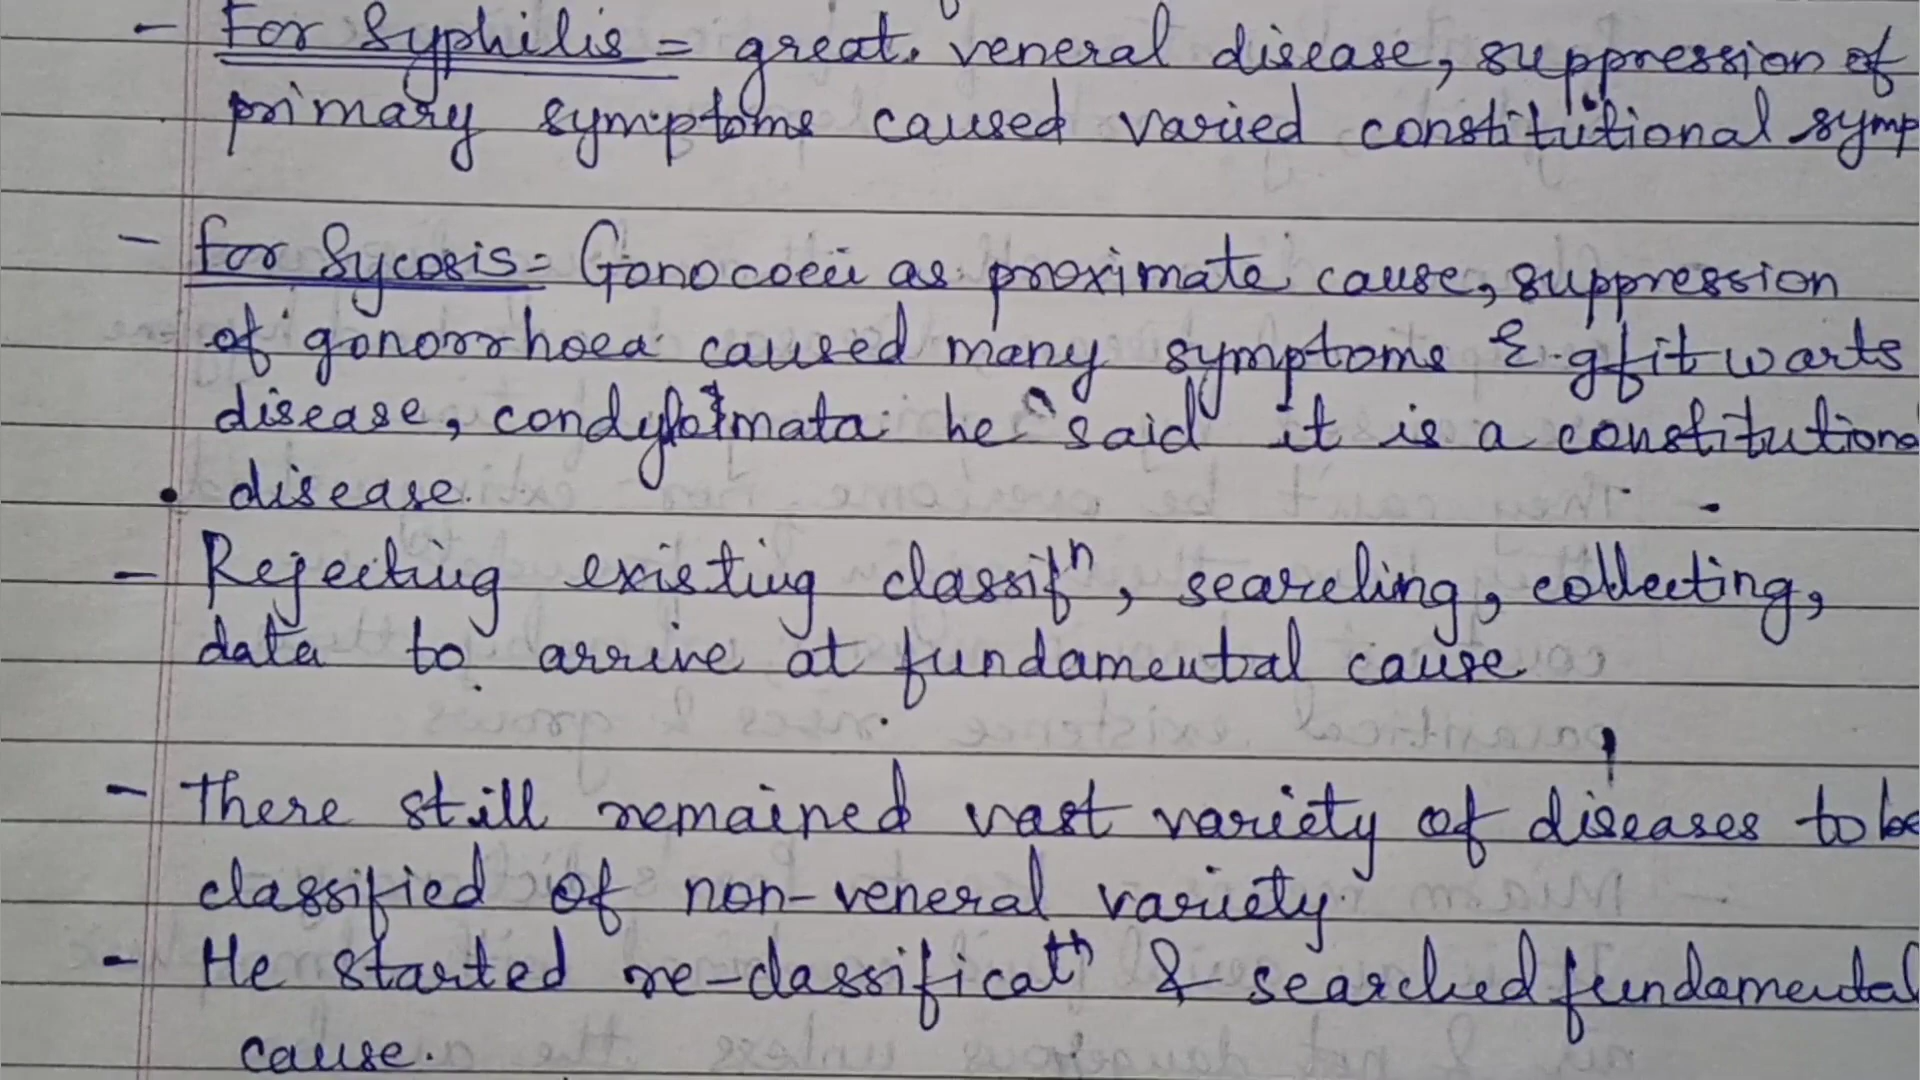 - For Syphilis = great. veneral disease, suppression of
primary symptoms caused varied constitutional symp
- For Sycosis = Gonococci as proximate cause, suppression
of gonorrhoea caused many symptoms E.g fit warts
disease, condylomata he said it is a constitutiona
disease.
- Rejecting existing classifⁿ, searching, collecting,
data to arrive at fundamental cause
- There still remained vast variety of diseases to be
classified of non-veneral variety.
- He started re-classificatⁿ & searched fundamental
cause.